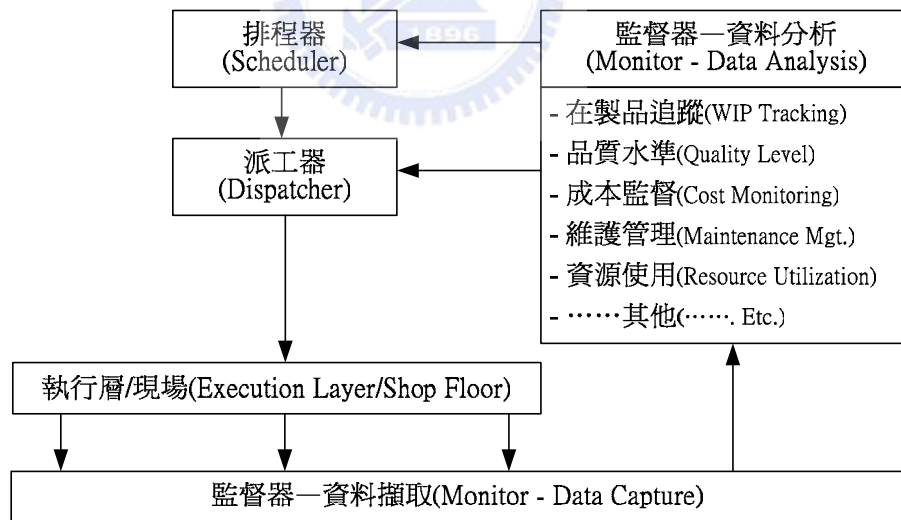 1896
排程器
(Scheduler)
監督器—資料分析
(Monitor - Data Analysis)
- 在製品追蹤(WIP Tracking)
- 品質水準(Quality Level)
- 成本監督(Cost Monitoring)
- 維護管理(Maintenance Mgt.)
- 資源使用(Resource Utilization)
- ……其他(……. Etc.)
派工器
(Dispatcher)
執行層/現場(Execution Layer/Shop Floor)
監督器—資料擷取(Monitor - Data Capture)